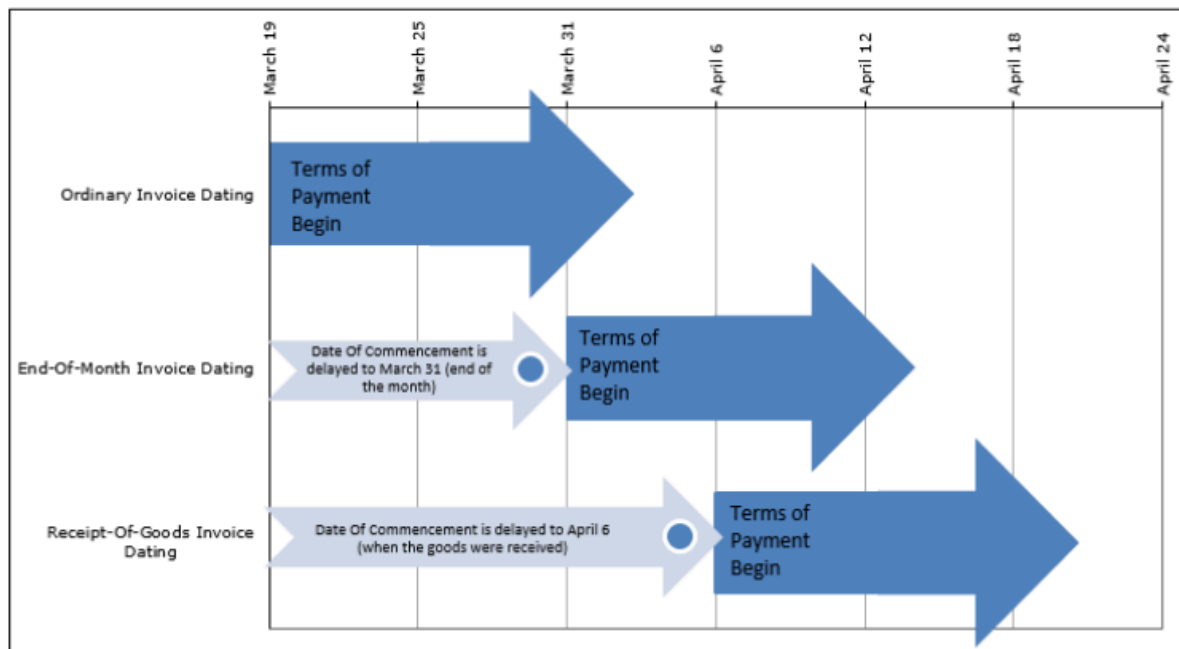 March 19
March 25
March 31
April 6
April 12
April 18
April 24
Ordinary Invoice Dating
Terms of
Payment
Begin
End-Of-Month Invoice Dating
Date Of Commencement is
delayed to March 31 (end of
the month)
Terms of
Payment
Begin
Receipt-Of-Goods Invoice
Dating
Date Of Commencement is delayed to April 6
(when the goods were received)
Terms of
Payment
Begin